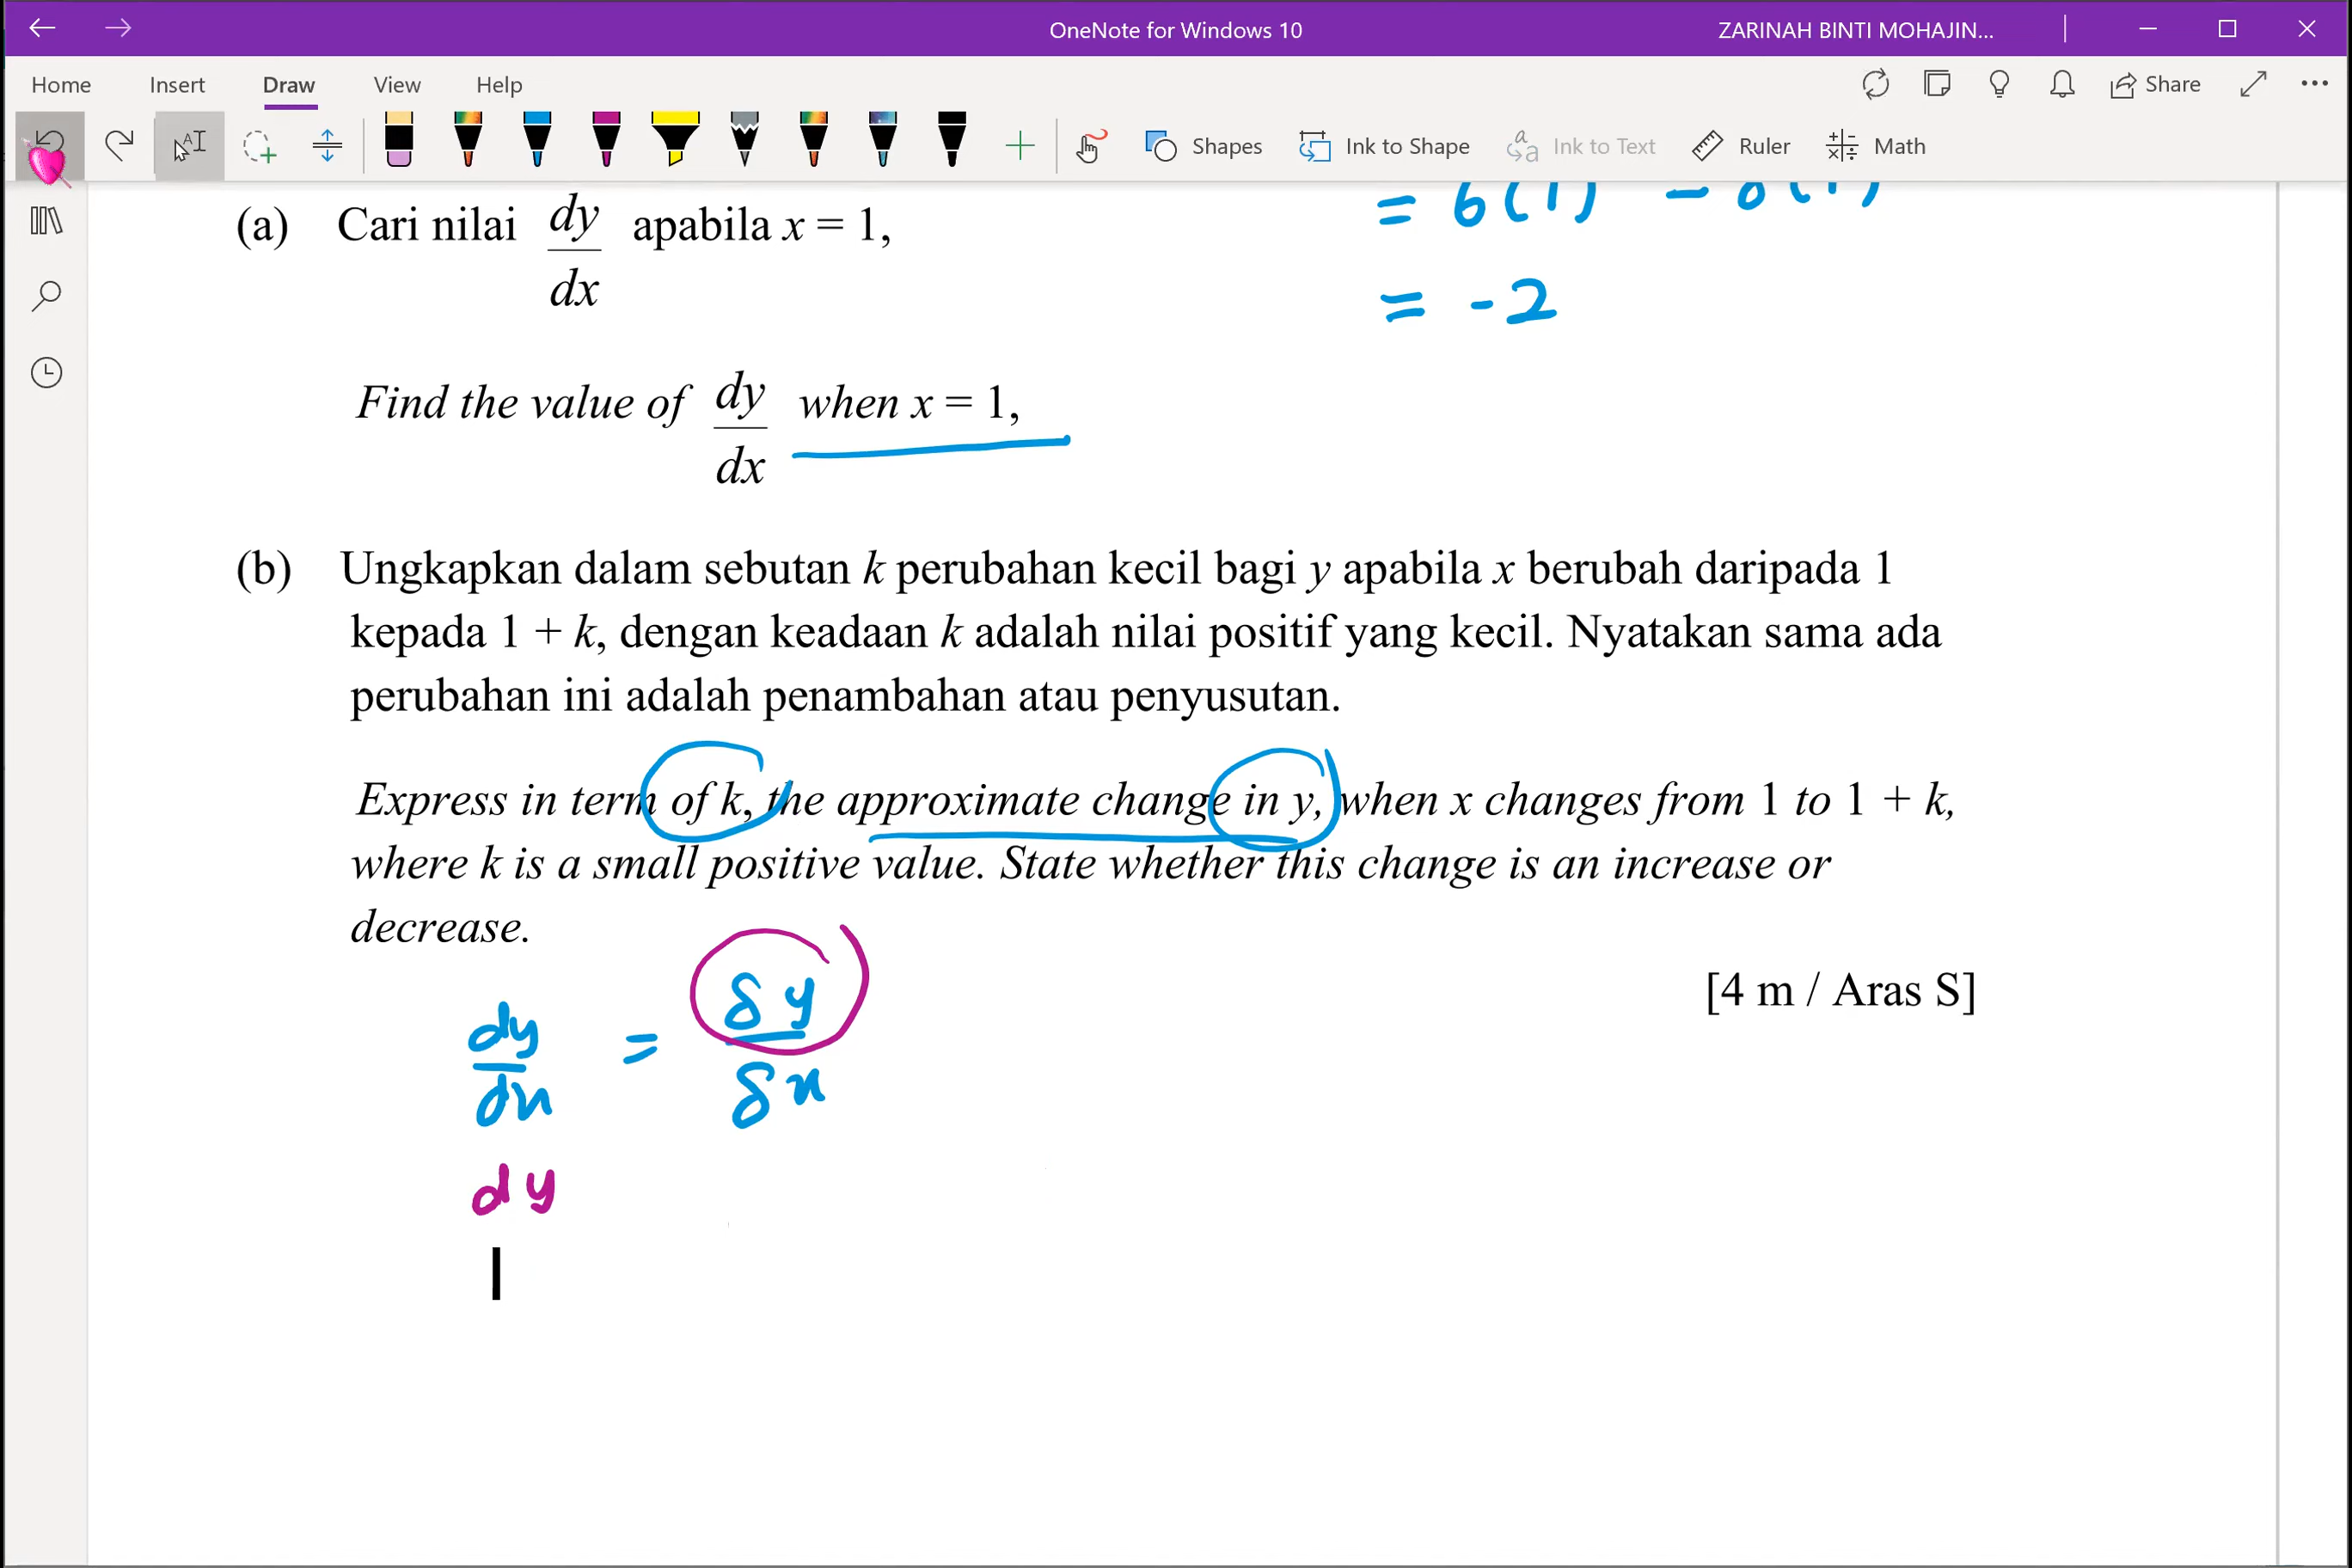 OneNote for Windows 10
ZARINAH BINTI MOHAJIN...
Home Insert Draw View Help
Share
Shapes Ink to Shape Ink to Text Ruler Math
(a) Cari nilai dy/dx apabila x = 1,
= 6(1) - 8(1)
= -2
Find the value of dy/dx when x = 1,
(b) Ungkapkan dalam sebutan k perubahan kecil bagi y apabila x berubah daripada 1
kepada 1 + k, dengan keadaan k adalah nilai positif yang kecil. Nyatakan sama ada
perubahan ini adalah penambahan atau penyusutan.
Express in term of k, the approximate change in y, when x changes from 1 to 1 + k,
where k is a small positive value. State whether this change is an increase or
decrease.
[4 m / Aras S]
dy/dx = δy/δx
dy